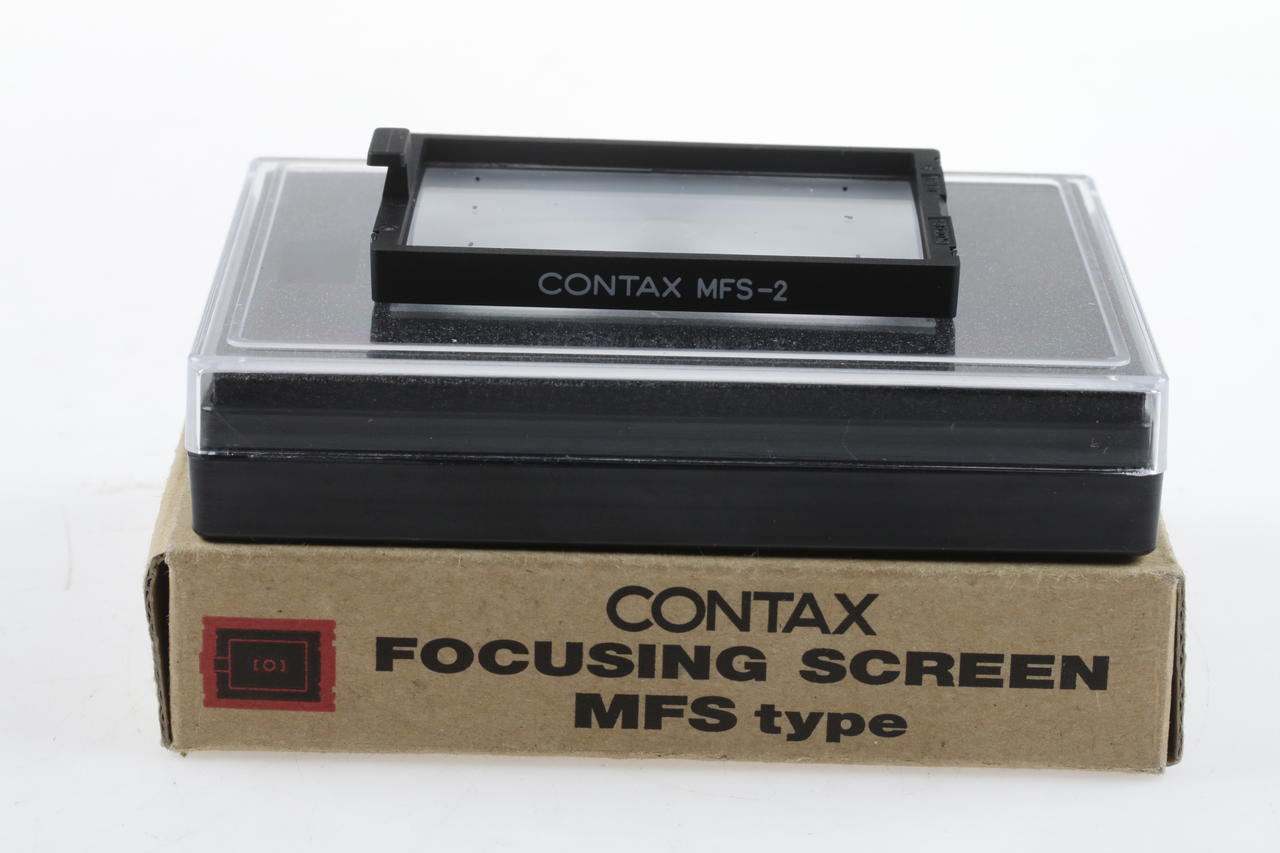 CONTAX MFS-2
CONTAX
FOCUSING SCREEN
MFS type